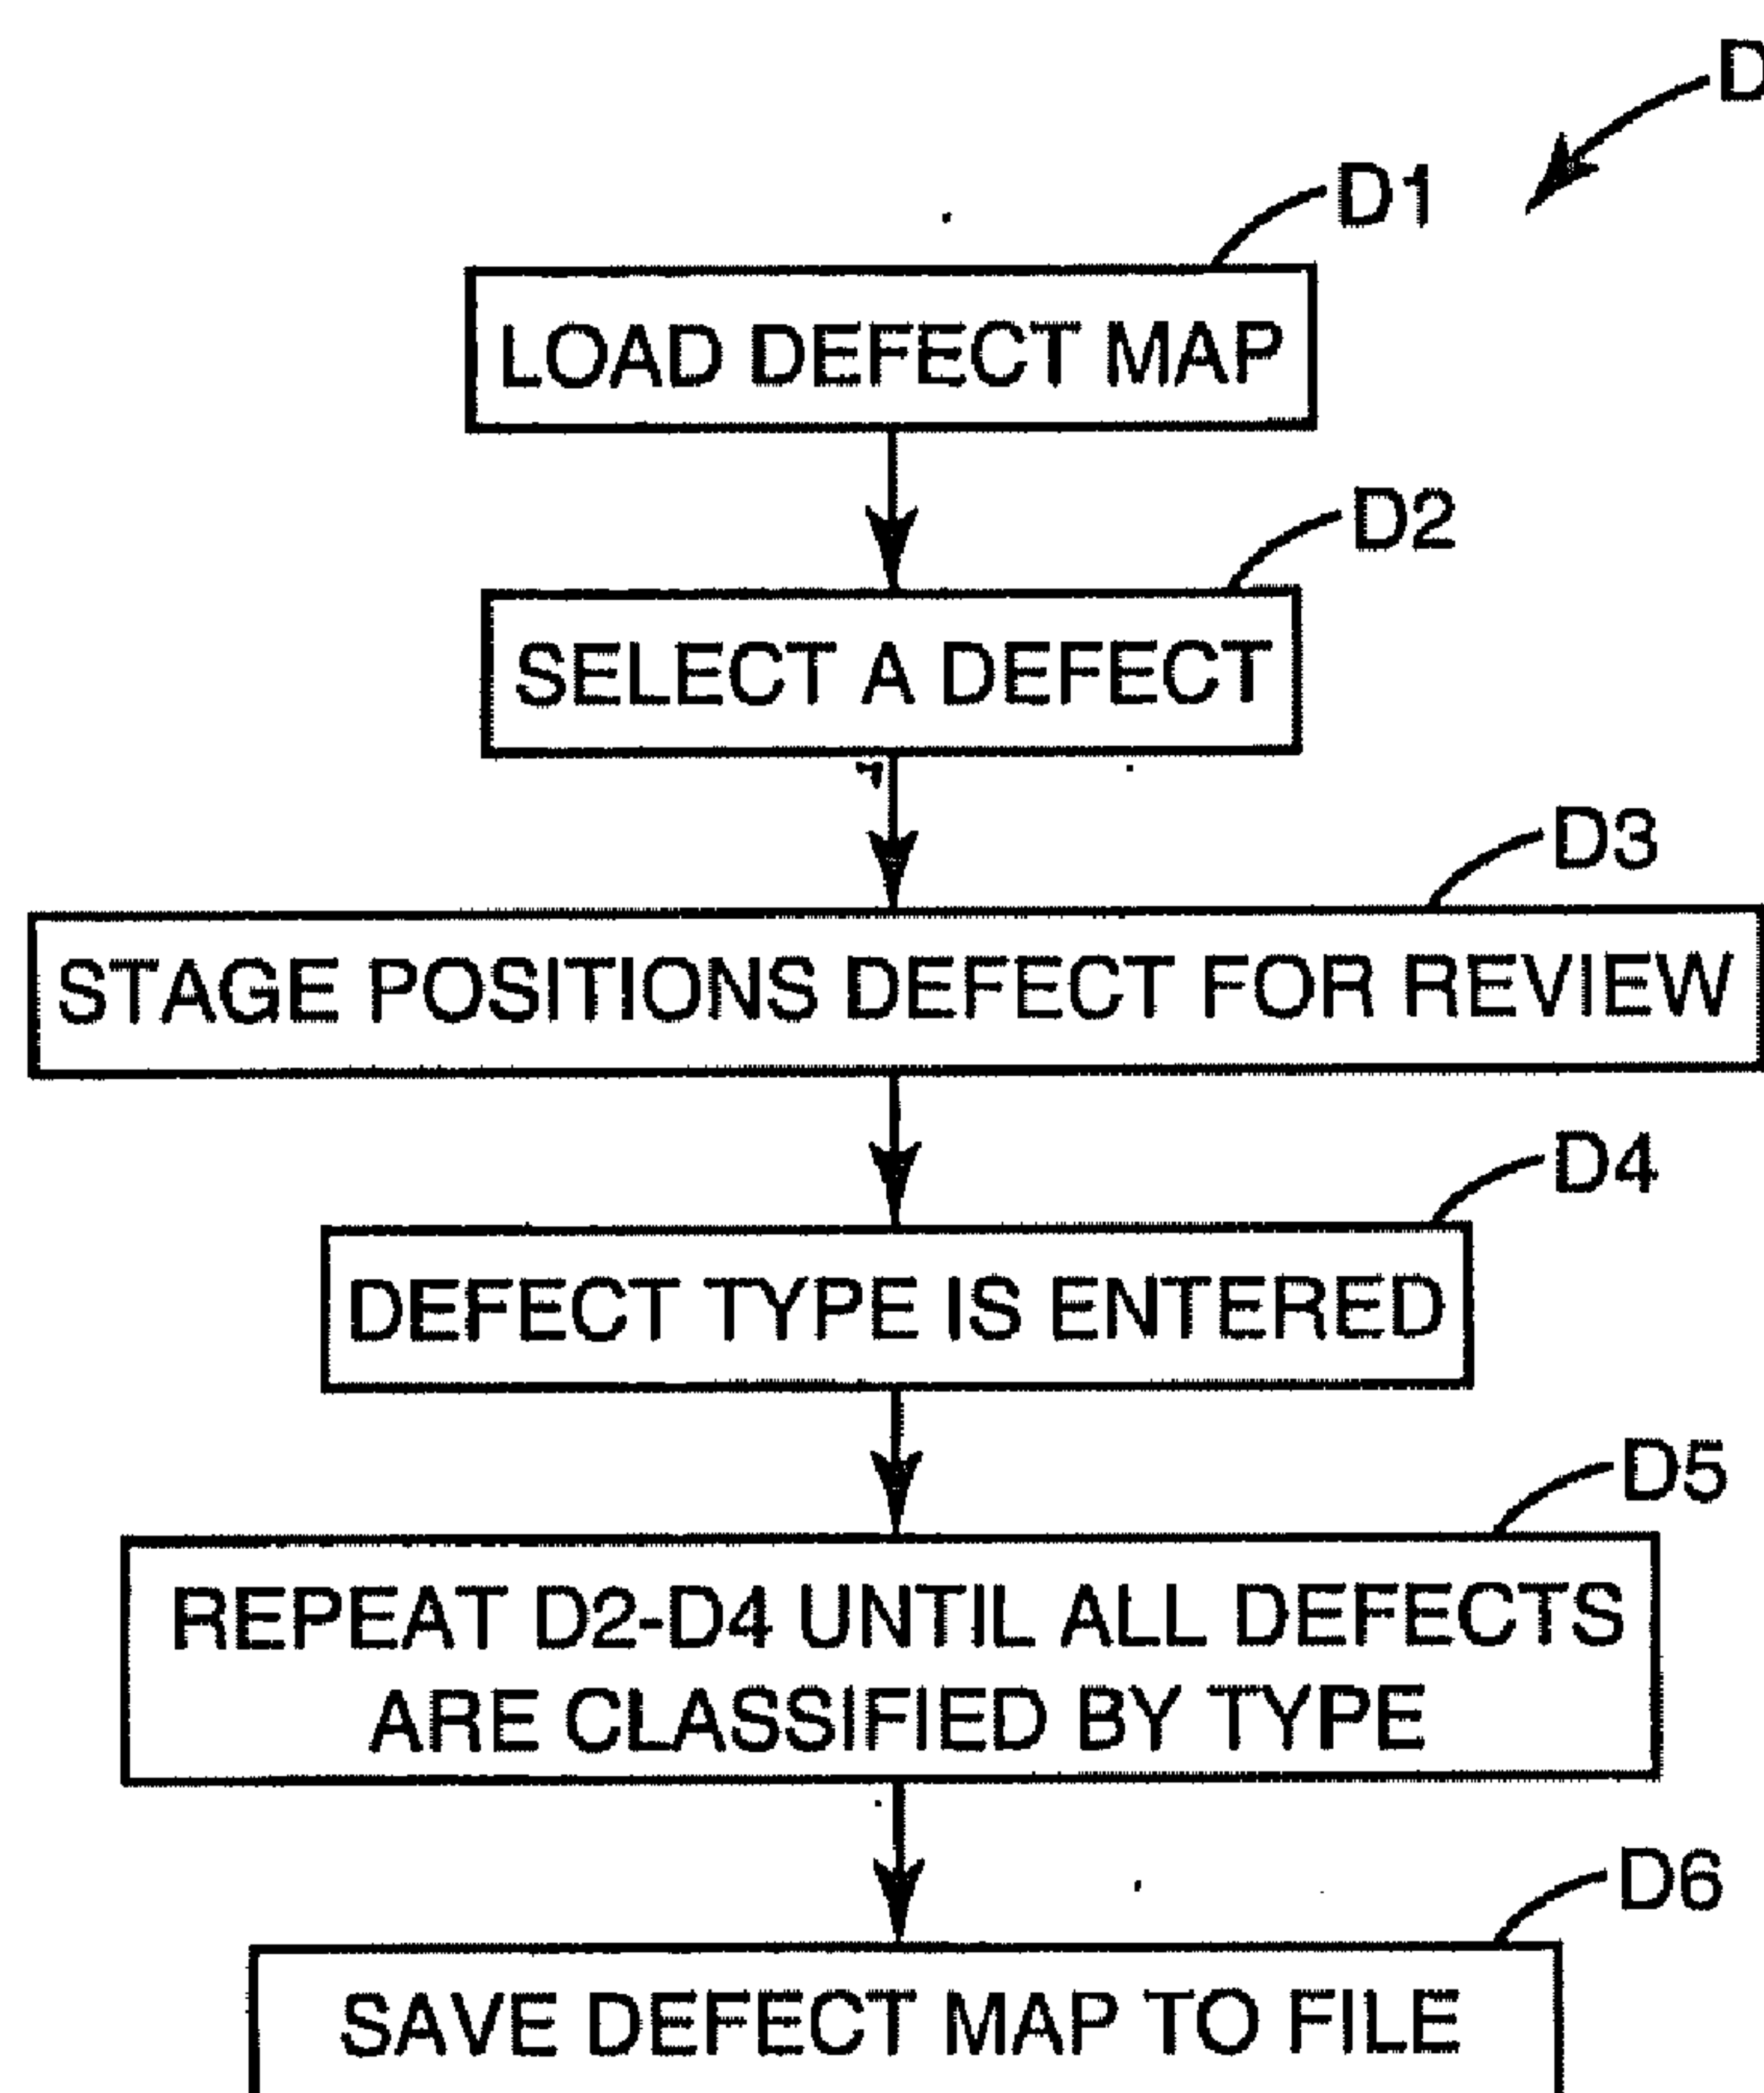 D
D1
LOAD DEFECT MAP
D2
SELECT A DEFECT
D3
STAGE POSITIONS DEFECT FOR REVIEW
D4
DEFECT TYPE IS ENTERED
D5
REPEAT D2-D4 UNTIL ALL DEFECTS
ARE CLASSIFIED BY TYPE
D6
SAVE DEFECT MAP TO FILE